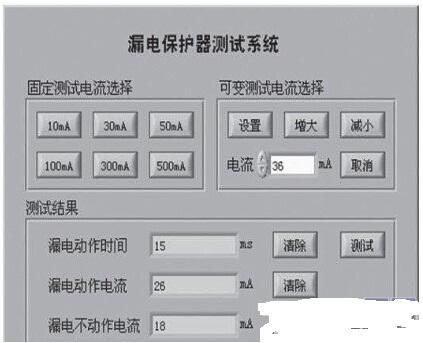 漏电保护器测试系统
固定测试电流选择
10mA 30mA 50mA
100mA 300mA 500mA
可变测试电流选择
设置 增大 减小
电流 36 mA 取消
测试结果
漏电动作时间 15 ms 清除 测试
漏电动作电流 26 mA 清除
漏电不动作电流 18 mA